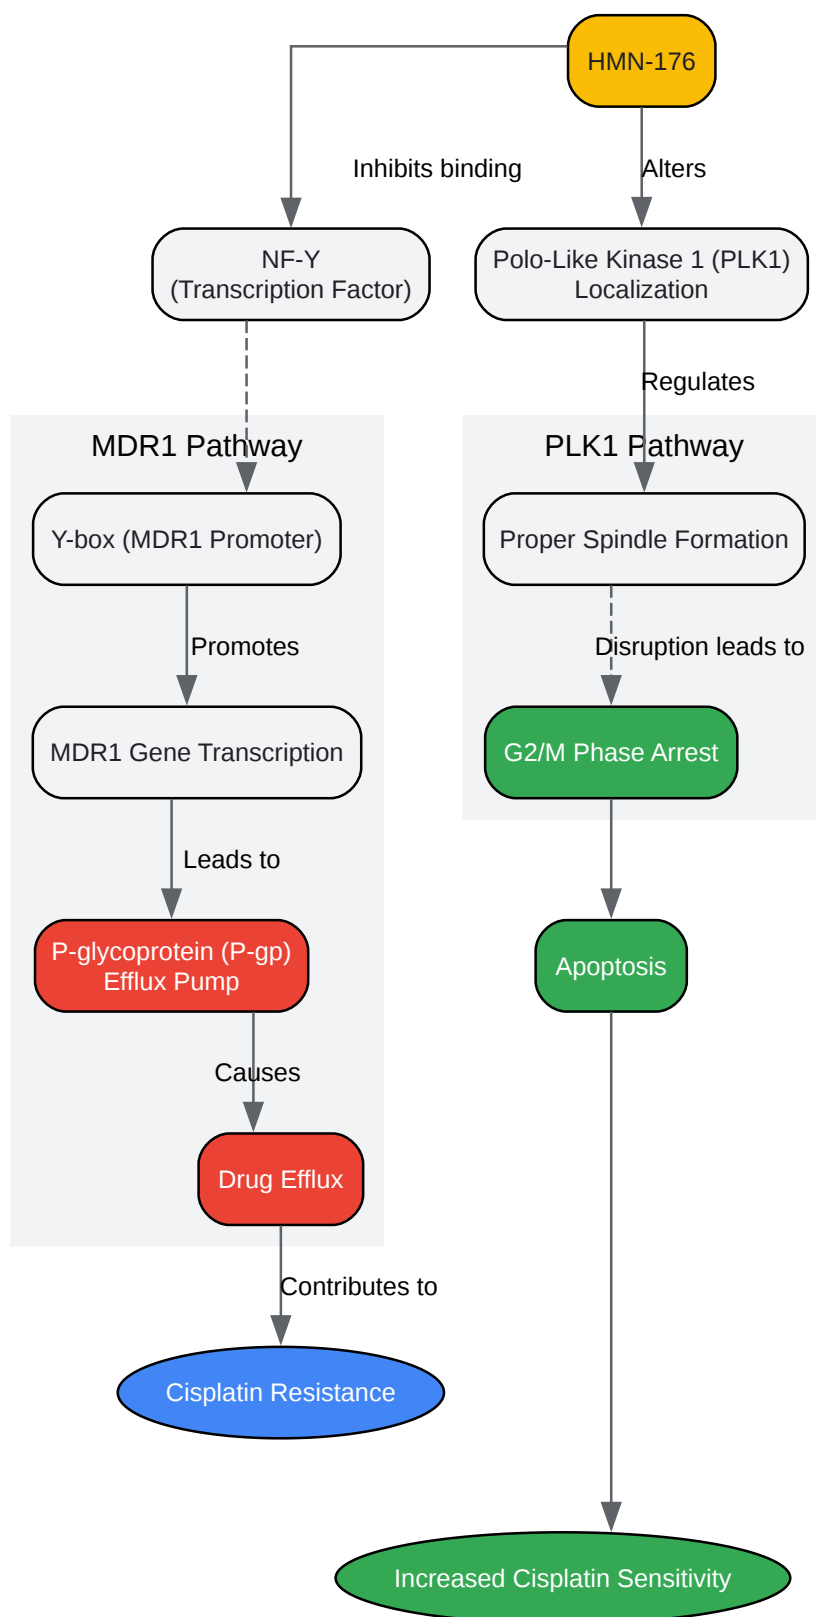 HMN-176
Inhibits binding
Alters
NF-Y
(Transcription Factor)
Polo-Like Kinase 1 (PLK1)
Localization
Regulates
MDR1 Pathway
PLK1 Pathway
Y-box (MDR1 Promoter)
Proper Spindle Formation
Promotes
Disruption leads to
MDR1 Gene Transcription
G2/M Phase Arrest
Leads to
P-glycoprotein (P-gp)
Efflux Pump
Apoptosis
Causes
Drug Efflux
Contributes to
Cisplatin Resistance
Increased Cisplatin Sensitivity